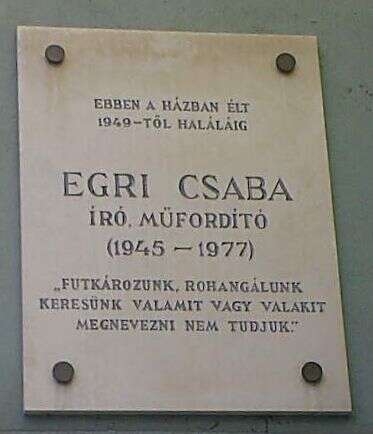 EBBEN A HÁZBAN ÉLT
1949-TŐL HALÁLÁIG
EGRI CSABA
ÍRÓ, MŰFORDÍTÓ
(1945 – 1977)
„FUTKÁROZUNK, ROHANGÁLUNK
KERESÜNK VALAMIT VAGY VALAKIT
MEGNEVEZNI NEM TUDJUK.”